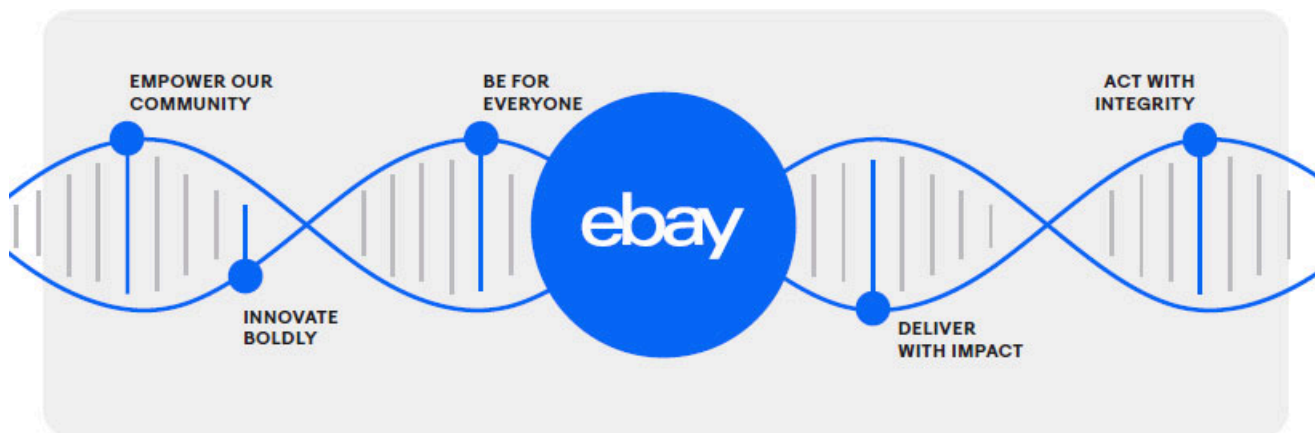 EMPOWER OUR
COMMUNITY
INNOVATE
BOLDLY
BE FOR
EVERYONE
ebay
DELIVER
WITH IMPACT
ACT WITH
INTEGRITY